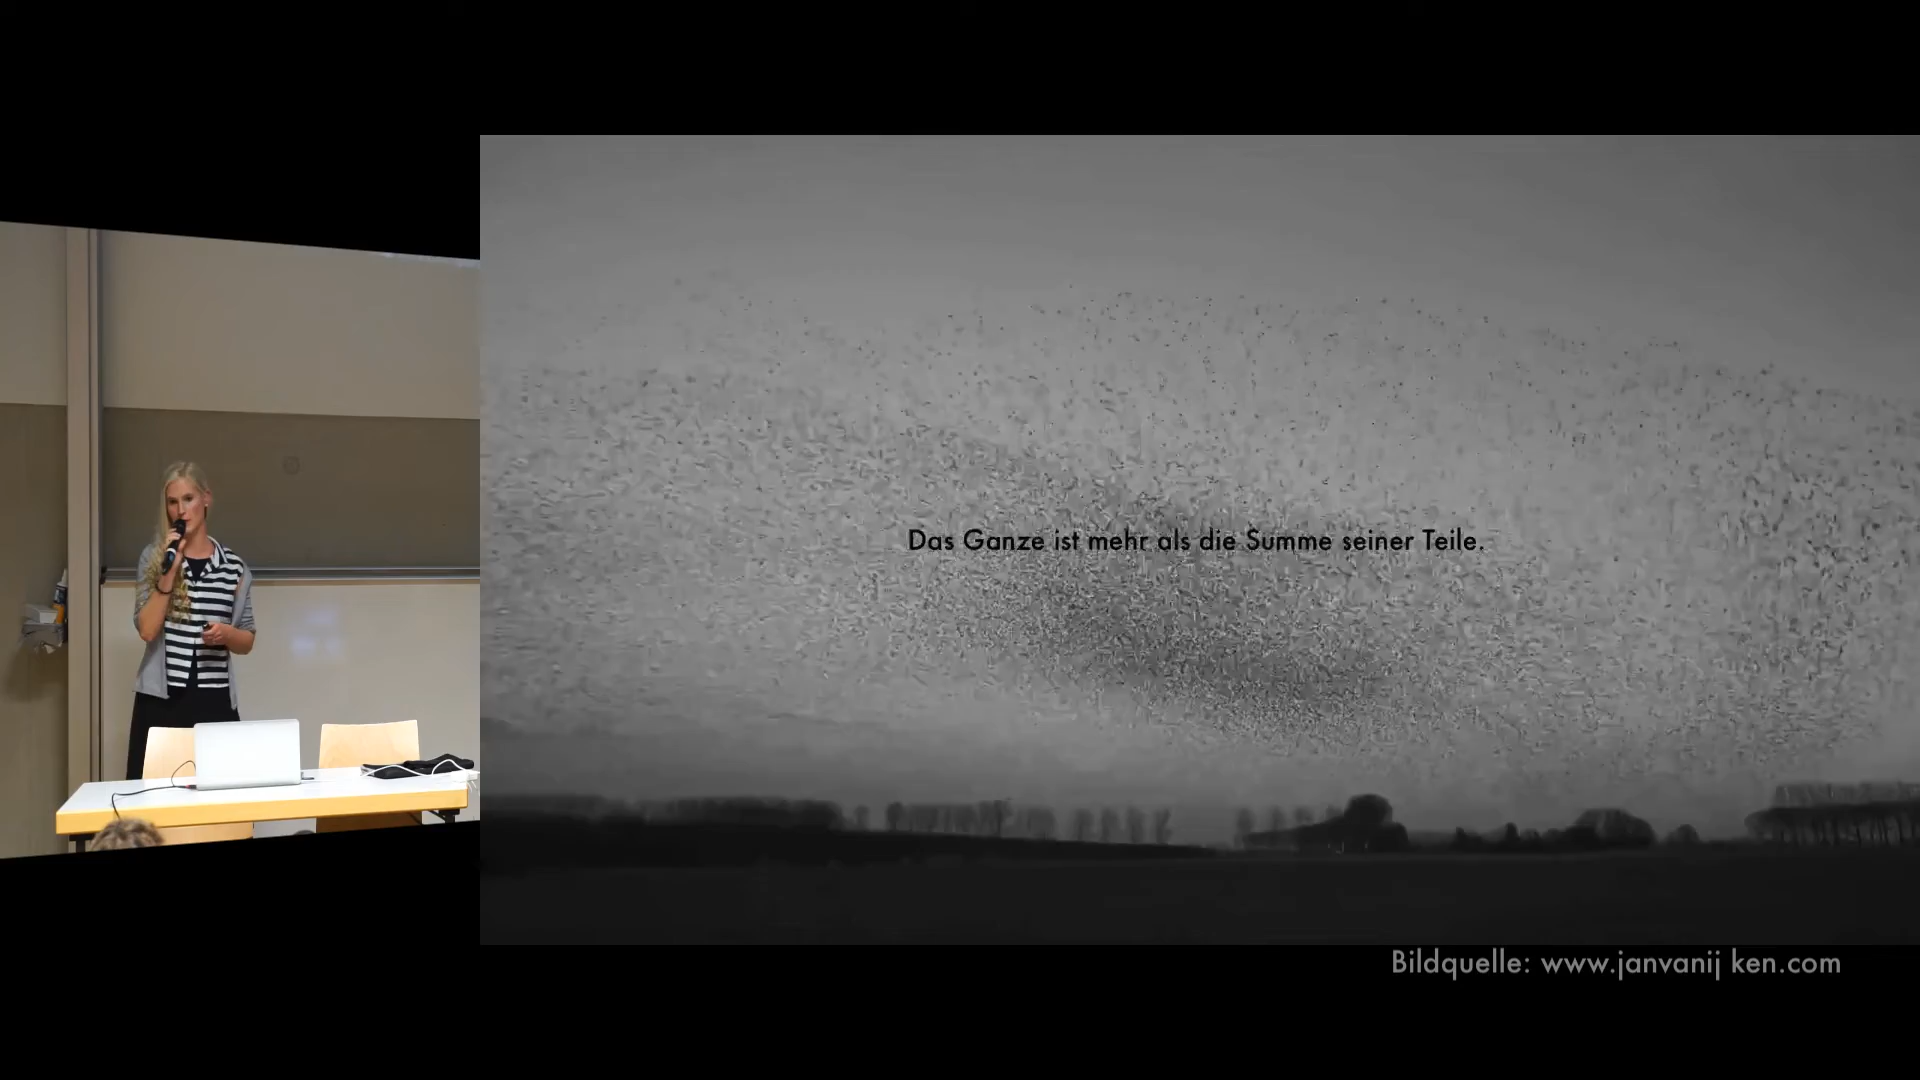 Das Ganze ist mehr als die Summe seiner Teile.
Bildquelle: www.janvanij ken.com